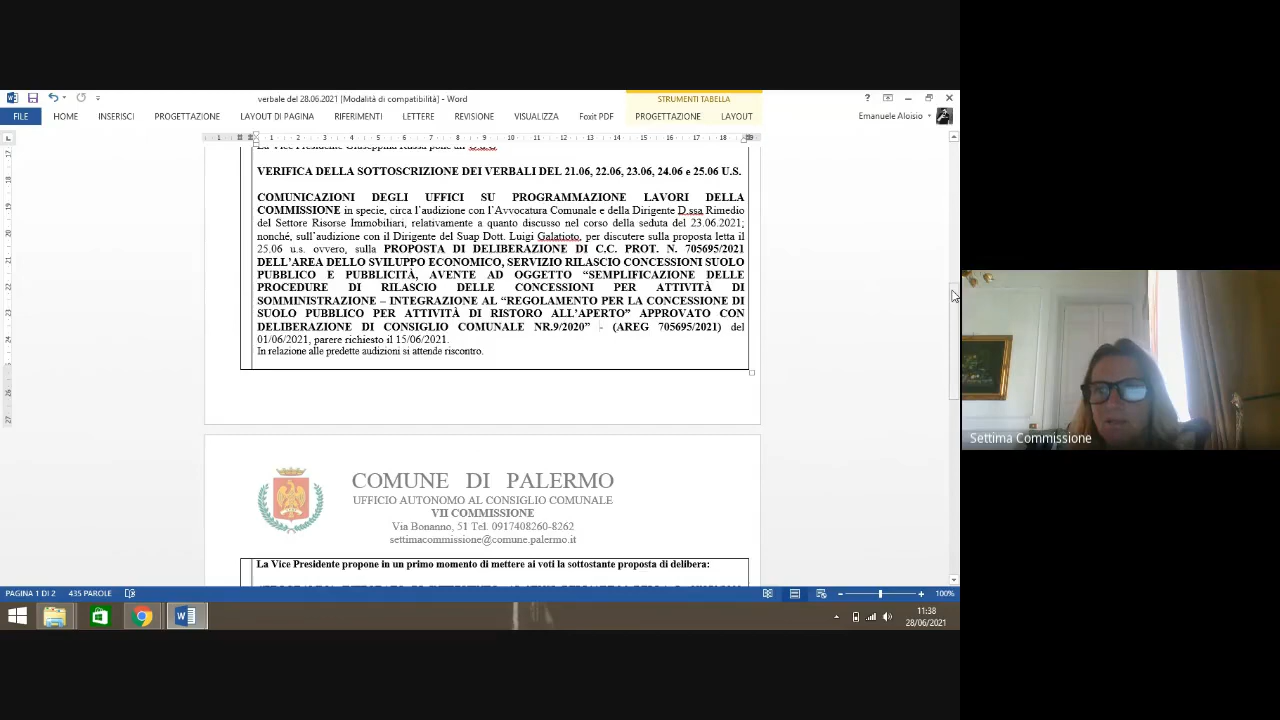 verbale del 28.06.2021 [Modalità di compatibilità] - Word
STRUMENTI TABELLA
FILE HOME INSERISCI PROGETTAZIONE LAYOUT DI PAGINA RIFERIMENTI LETTERE REVISIONE VISUALIZZA Foxit PDF PROGETTAZIONE LAYOUT
Emanuele Aloisio
La Vice Presidente Giuseppina Russa pone un O.d.G
VERIFICA DELLA SOTTOSCRIZIONE DEI VERBALI DEL 21.06, 22.06, 23.06, 24.06 e 25.06 U.S.
COMUNICAZIONI DEGLI UFFICI SU PROGRAMMAZIONE LAVORI DELLA
COMMISSIONE in specie, circa l'audizione con l'Avvocatura Comunale e della Dirigente D.ssa Rimedio
del Settore Risorse Immobiliari, relativamente a quanto discusso nel corso della seduta del 23.06.2021;
nonché, sull'audizione con il Dirigente del Suap Dott. Luigi Galatioto, per discutere sulla proposta letta il
25.06 u.s. ovvero, sulla PROPOSTA DI DELIBERAZIONE DI C.C. PROT. N. 705695/2021
DELL'AREA DELLO SVILUPPO ECONOMICO, SERVIZIO RILASCIO CONCESSIONI SUOLO
PUBBLICO E PUBBLICITÀ, AVENTE AD OGGETTO "SEMPLIFICAZIONE DELLE
PROCEDURE DI RILASCIO DELLE CONCESSIONI PER ATTIVITÀ DI
SOMMINISTRAZIONE – INTEGRAZIONE AL "REGOLAMENTO PER LA CONCESSIONE DI
SUOLO PUBBLICO PER ATTIVITÀ DI RISTORO ALL'APERTO" APPROVATO CON
DELIBERAZIONE DI CONSIGLIO COMUNALE NR.9/2020" - (AREG 705695/2021) del
01/06/2021, parere richiesto il 15/06/2021.
In relazione alle predette audizioni si attende riscontro.
COMUNE DI PALERMO
UFFICIO AUTONOMO AL CONSIGLIO COMUNALE
VII COMMISSIONE
Via Bonanno, 51 Tel. 0917408260-8262
settimacommissione@comune.palermo.it
La Vice Presidente propone in un primo momento di mettere ai voti la sottostante proposta di delibera:
PAGINA 1 DI 2 435 PAROLE 100%
11:38
28/06/2021
Settima Commissione